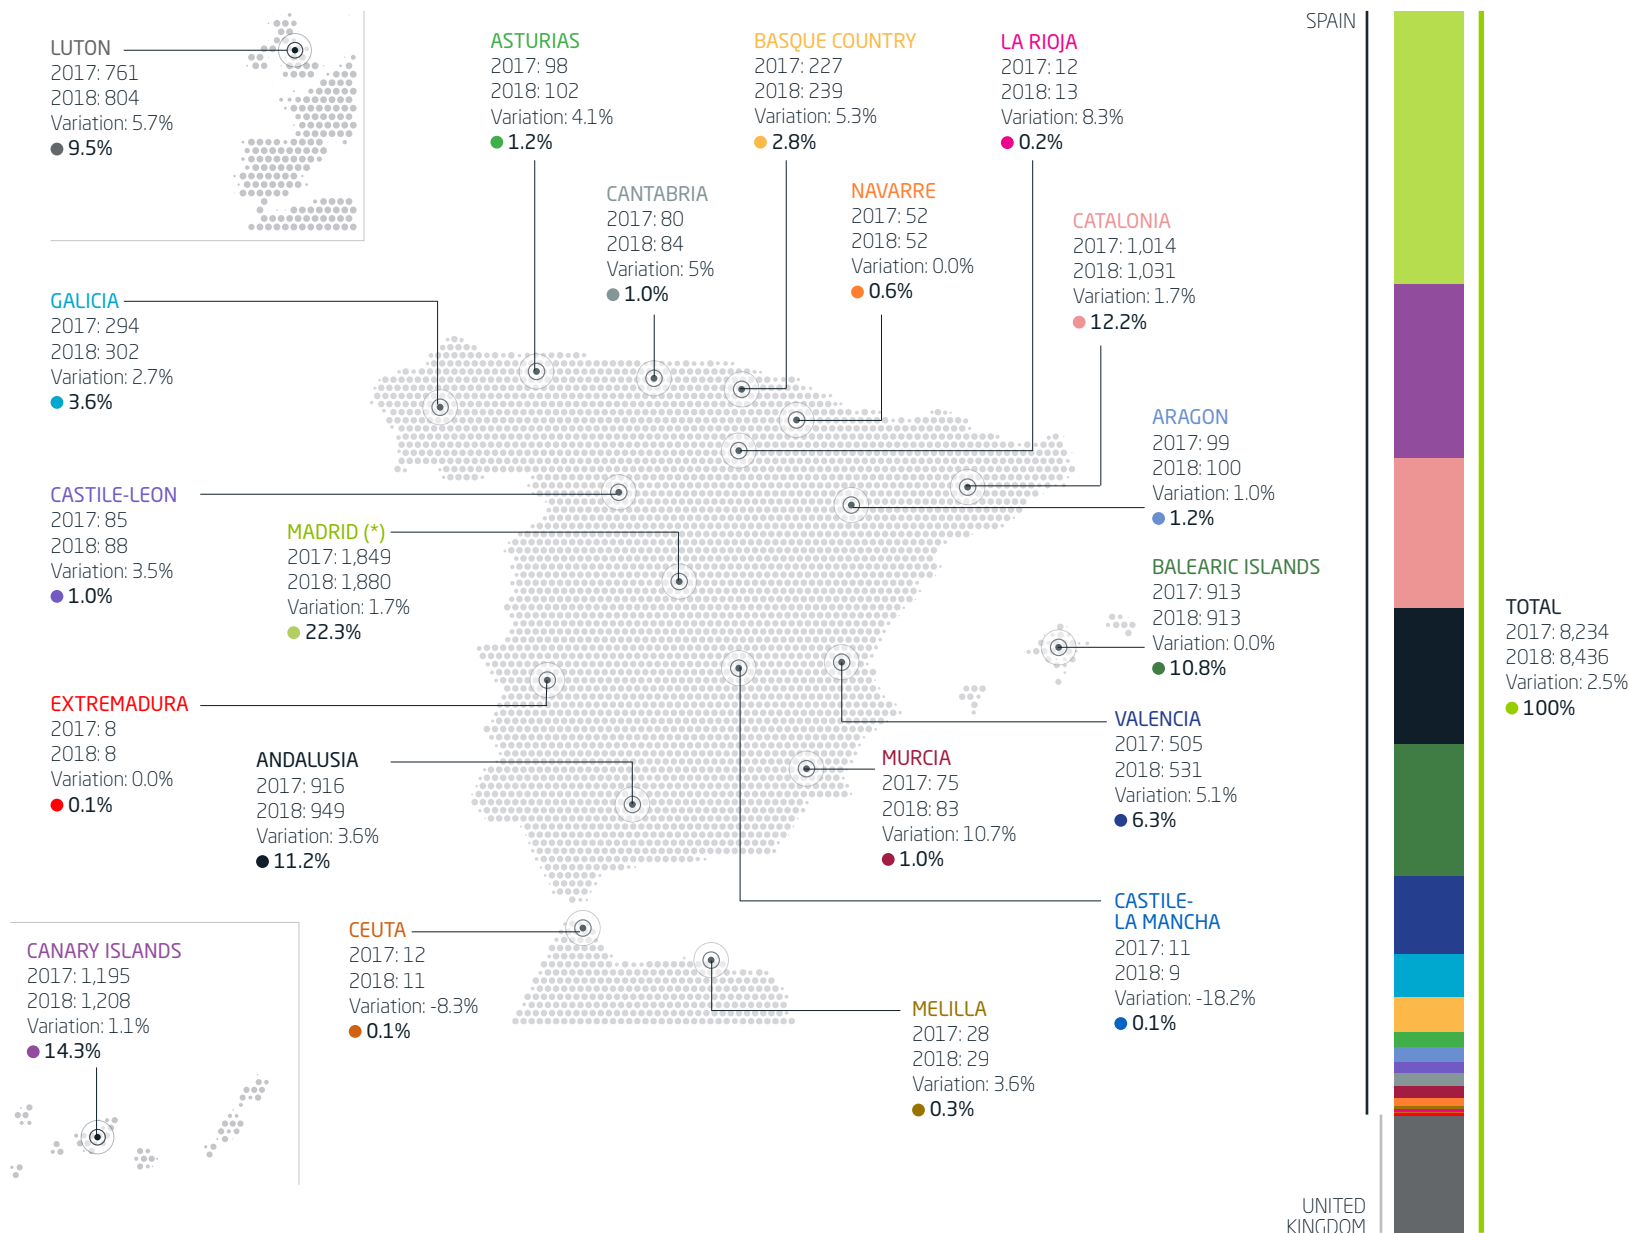 LUTON
2017: 761
2018: 804
Variation: 5.7%
9.5%
ASTURIAS
2017: 98
2018: 102
Variation: 4.1%
1.2%
BASQUE COUNTRY
2017: 227
2018: 239
Variation: 5.3%
2.8%
LA RIOJA
2017: 12
2018: 13
Variation: 8.3%
0.2%
CANTABRIA
2017: 80
2018: 84
Variation: 5%
1.0%
NAVARRE
2017: 52
2018: 52
Variation: 0.0%
0.6%
CATALONIA
2017: 1,014
2018: 1,031
Variation: 1.7%
12.2%
GALICIA
2017: 294
2018: 302
Variation: 2.7%
3.6%
ARAGON
2017: 99
2018: 100
Variation: 1.0%
1.2%
CASTILE-LEON
2017: 85
2018: 88
Variation: 3.5%
1.0%
MADRID (*)
2017: 1,849
2018: 1,880
Variation: 1.7%
22.3%
BALEARIC ISLANDS
2017: 913
2018: 913
Variation: 0.0%
10.8%
EXTREMADURA
2017: 8
2018: 8
Variation: 0.0%
0.1%
ANDALUSIA
2017: 916
2018: 949
Variation: 3.6%
11.2%
MURCIA
2017: 75
2018: 83
Variation: 10.7%
1.0%
VALENCIA
2017: 505
2018: 531
Variation: 5.1%
6.3%
CASTILE-
LA MANCHA
2017: 11
2018: 9
Variation: -18.2%
0.1%
CEUTA
2017: 12
2018: 11
Variation: -8.3%
0.1%
MELILLA
2017: 28
2018: 29
Variation: 3.6%
0.3%
CANARY ISLANDS
2017: 1,195
2018: 1,208
Variation: 1.1%
14.3%
SPAIN
UNITED
KINGDOM
TOTAL
2017: 8,234
2018: 8,436
Variation: 2.5%
100%